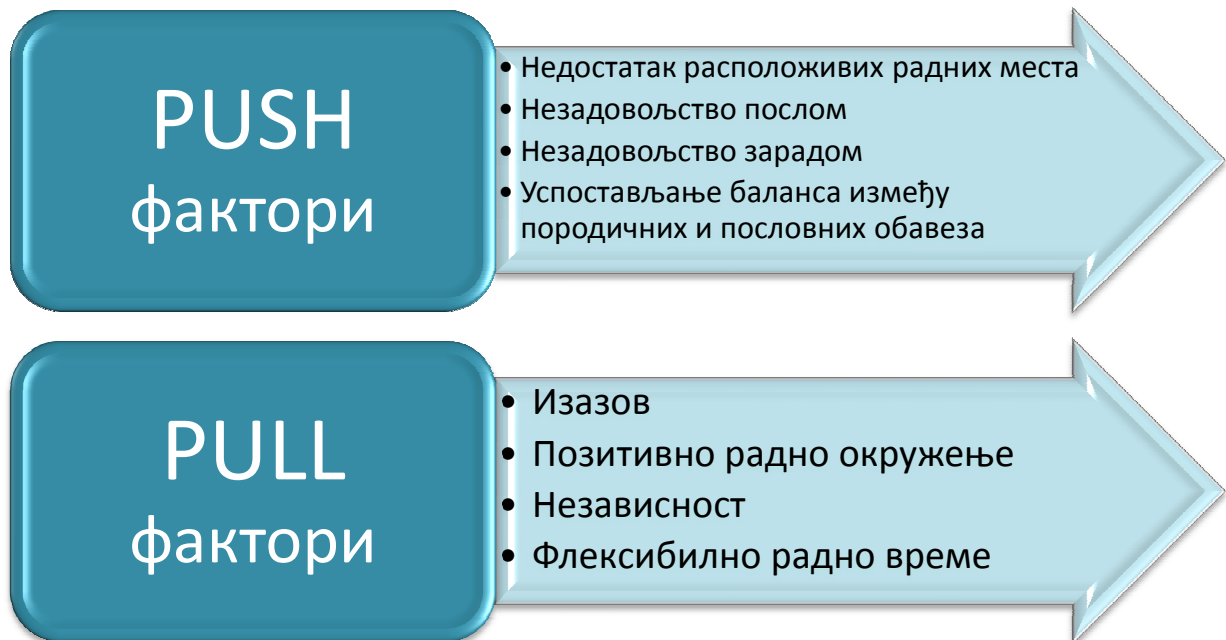 PUSH
фактори
• Недостатак расположивих радних места
• Незадовољство послом
• Незадовољство зарадом
• Успостављање баланса између
породичних и пословних обавеза
PULL
фактори
• Изазов
• Позитивно радно окружење
• Независност
• Флексибилно радно време